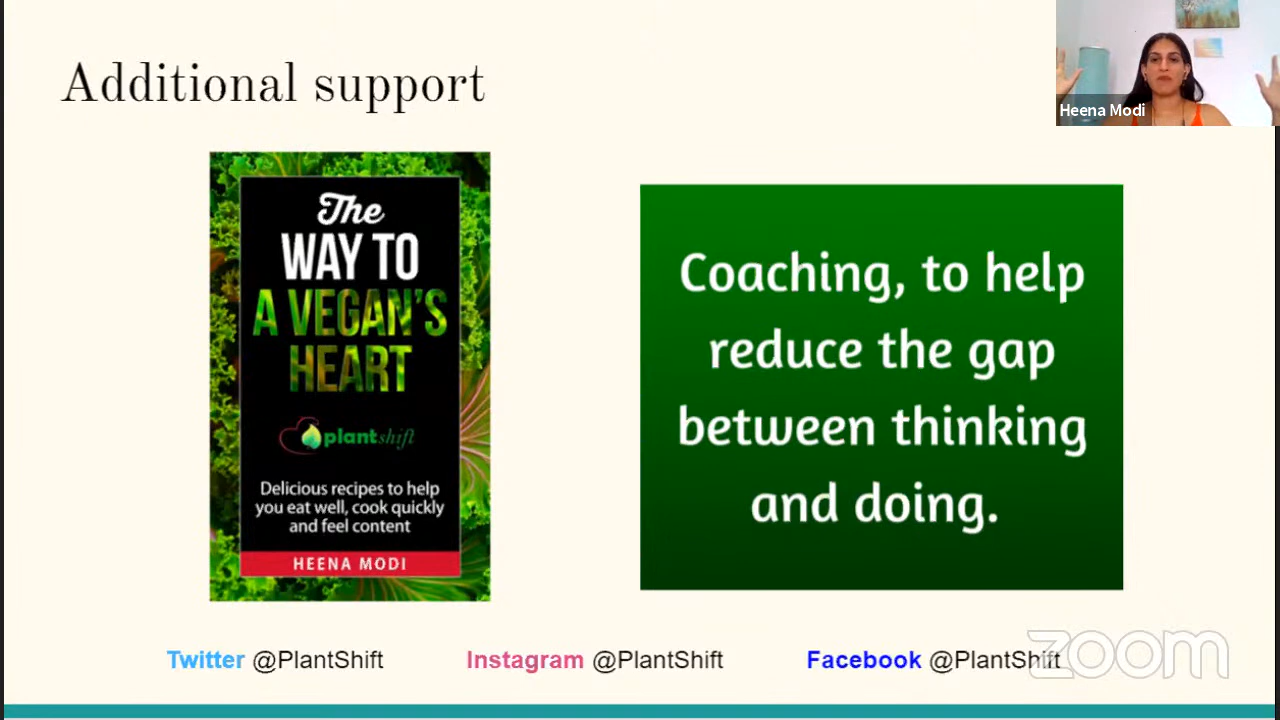 Additional support
Heena Modi
The
WAY TO
A VEGAN'S
HEART
plantshift
Delicious recipes to help
you eat well, cook quickly
and feel content
HEENA MODI
Coaching, to help
reduce the gap
between thinking
and doing.
Twitter @PlantShift Instagram @PlantShift Facebook @PlantShift
zoom